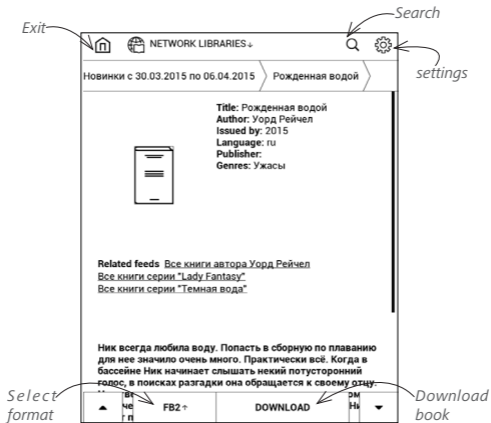 Search
Exit
NETWORK LIBRARIES↓
settings
Новинки с 30.03.2015 по 06.04.2015
Рожденная водой
Title: Рожденная водой
Author: Уорд Рейчел
Issued by: 2015
Language: ru
Publisher:
Genres: Ужасы
Related feeds Все книги автора Уорд Рейчел
Все книги серии "Lady Fantasy"
Все книги серии "Темная вода"
Ник всегда любила воду. Попасть в сборную по плаванию
для нее значило очень много. Практически всё. Когда в
бассейне Ник начинает слышать некий потусторонний
голос, в поисках разгадки она обращается к своему отцу.
Select
format
FB2↑
DOWNLOAD
Download
book